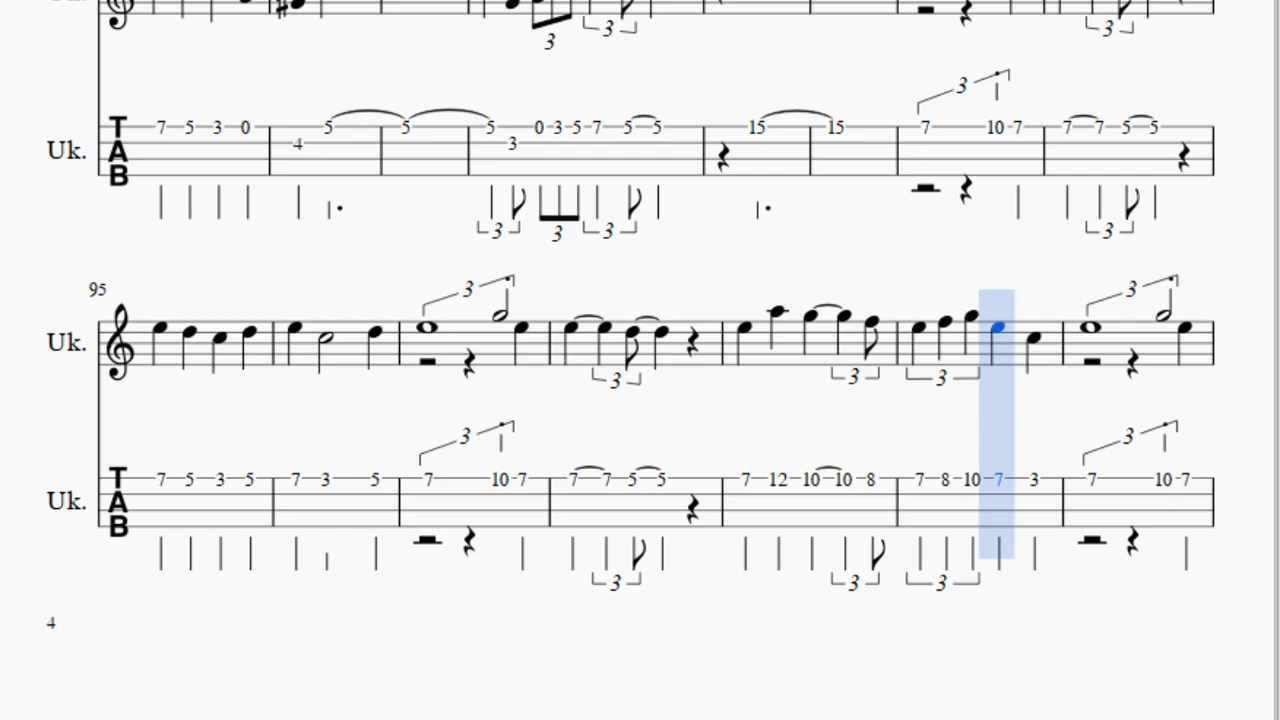 3 3 3
3
T 7 5 3 0 5 5 5 0 3 5 7 5 5 15 15 7 10 7 7 7 5 5
Uk. A 4 3
B
3 3 3 3
95 3 3
Uk.
3 3 3
3 3
T 7 5 3 5 7 3 5 7 10 7 7 7 5 5 7 12 10 10 8 7 8 10 7 3 7 10 7
Uk. A
B
3 3 3
4